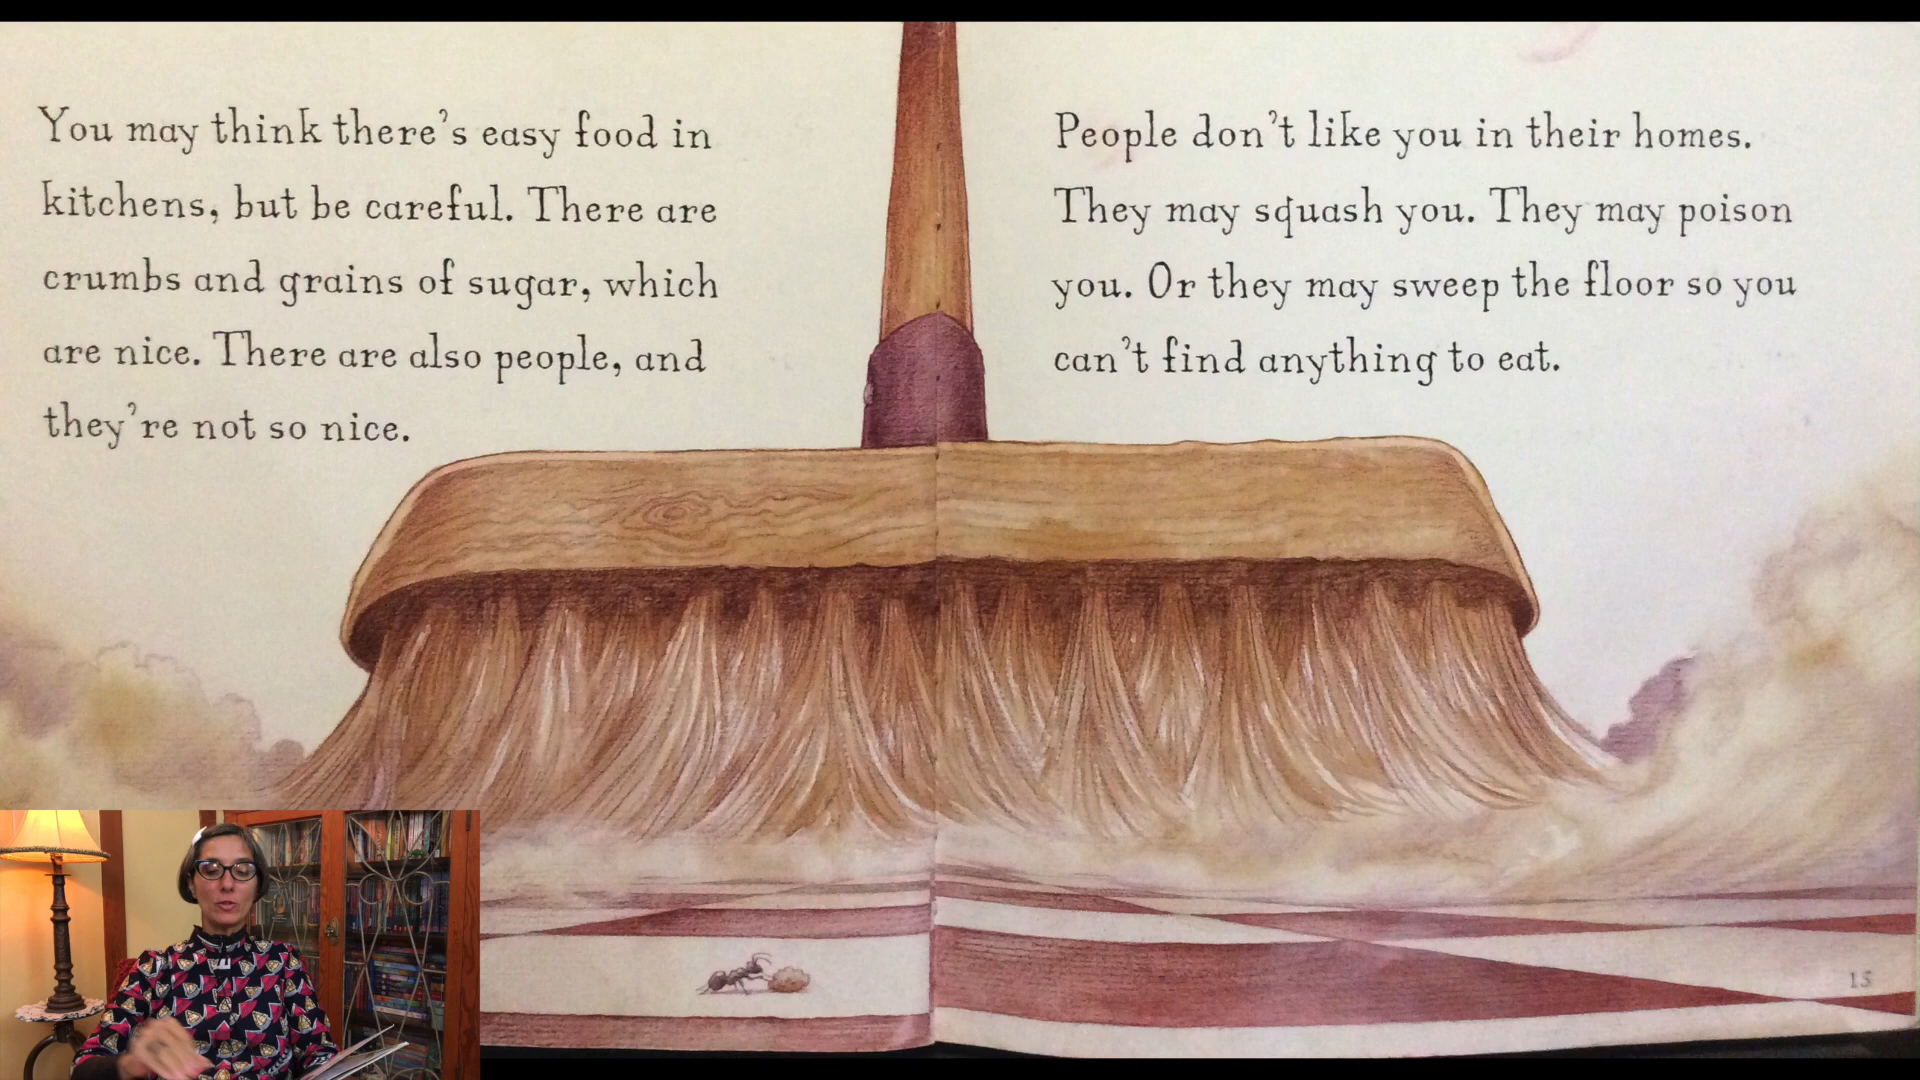 You may think there's easy food in
kitchens, but be careful. There are
crumbs and grains of sugar, which
are nice. There are also people, and
they're not so nice.
People don't like you in their homes.
They may squash you. They may poison
you. Or they may sweep the floor so you
can't find anything to eat.
15